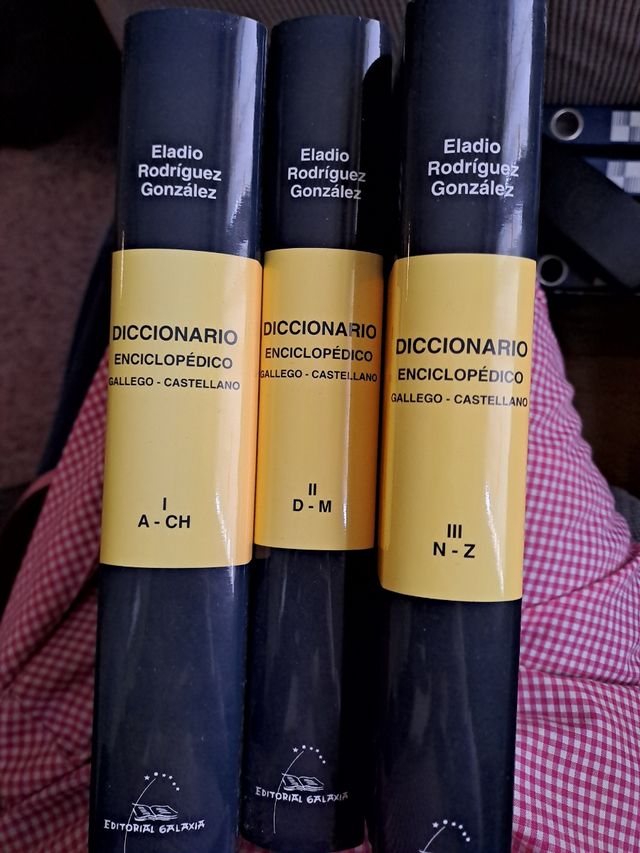 Eladio
Rodríguez
González
DICCIONARIO
ENCICLOPÉDICO
GALLEGO - CASTELLANO
I
A - CH
EDITORIAL GALAXIA
Eladio
Rodríguez
González
DICCIONARIO
ENCICLOPÉDICO
GALLEGO - CASTELLANO
II
D - M
EDITORIAL GALAXIA
Eladio
Rodríguez
González
DICCIONARIO
ENCICLOPÉDICO
GALLEGO - CASTELLANO
III
N - Z